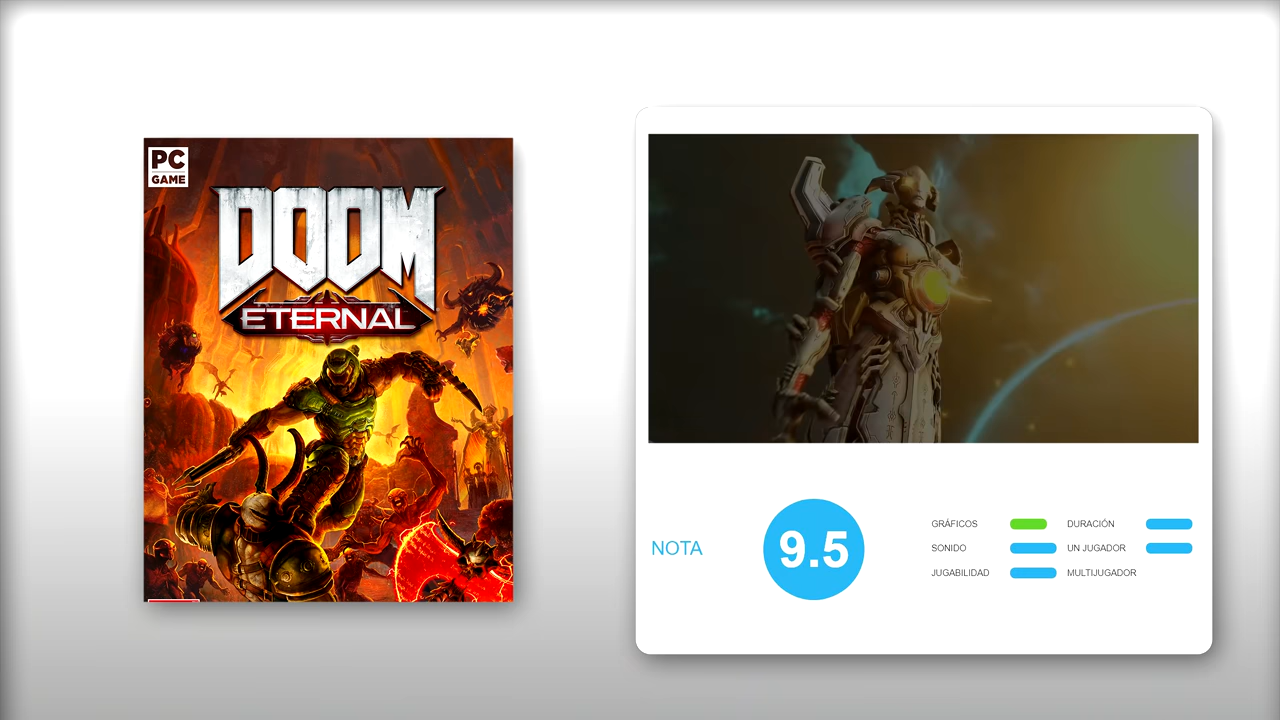 PC
GAME
DOOM
ETERNAL
NOTA
9.5
GRÁFICOS
DURACIÓN
SONIDO
UN JUGADOR
JUGABILIDAD
MULTIJUGADOR